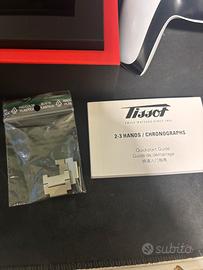 Tissot
SWISS WATCHES SINCE 1853
2-3 HANDS / CHRONOGRAPHS
Quickstart Guide
Guide de démarrage
subito